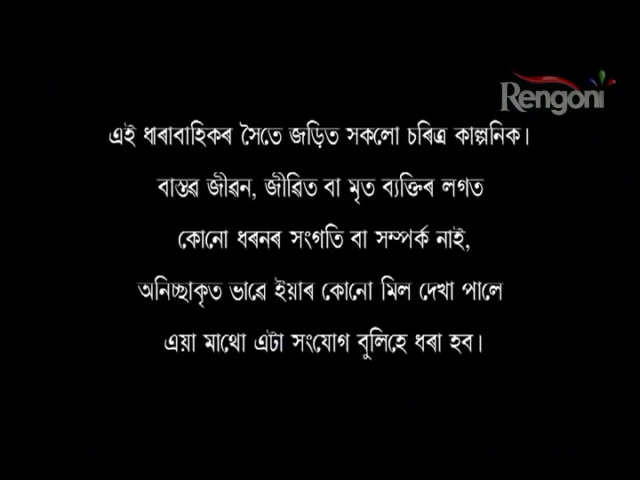 Rengoni
এই ধাৰাবাহিকৰ সৈতে জড়িত সকলো চৰিত্ৰ কাল্পনিক।
বাস্তৱ জীৱন, জীৱিত বা মৃত ব্যক্তিৰ লগত
কোনো ধৰনৰ সংগতি বা সম্পৰ্ক নাই,
অনিচ্ছাকৃত ভাৱে ইয়াৰ কোনো মিল দেখা পালে
এয়া মাথো এটা সংযোগ বুলিহে ধৰা হব।